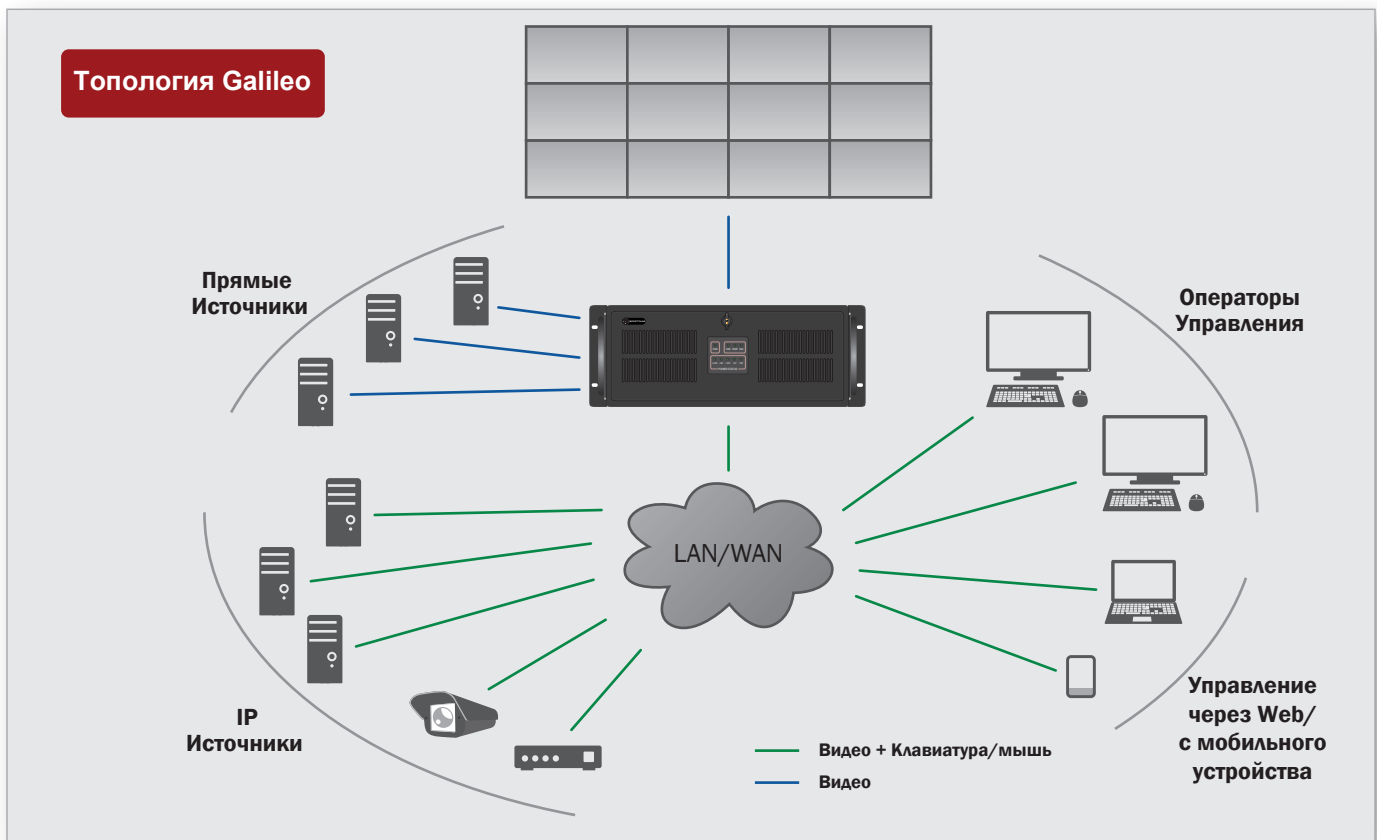 Топология Galileo
Прямые
Источники
Операторы
Управления
LAN/WAN
IP
Источники
Управление
через Web/
с мобильного
устройства
Видео + Клавиатура/мышь
Видео